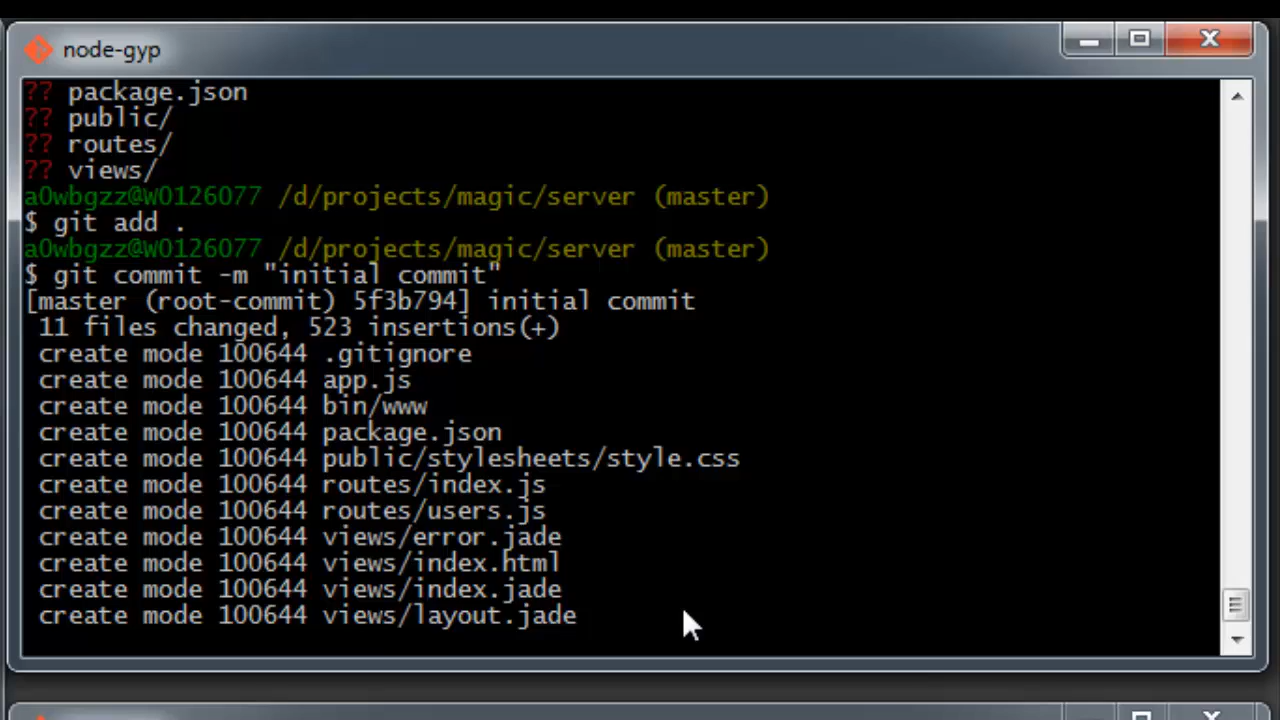 node-gyp
?? package.json
?? public/
?? routes/
?? views/
a0wbgzz@W0126077 /d/projects/magic/server (master)
$ git add .
a0wbgzz@W0126077 /d/projects/magic/server (master)
$ git commit -m "initial commit"
[master (root-commit) 5f3b794] initial commit
 11 files changed, 523 insertions(+)
 create mode 100644 .gitignore
 create mode 100644 app.js
 create mode 100644 bin/www
 create mode 100644 package.json
 create mode 100644 public/stylesheets/style.css
 create mode 100644 routes/index.js
 create mode 100644 routes/users.js
 create mode 100644 views/error.jade
 create mode 100644 views/index.html
 create mode 100644 views/index.jade
 create mode 100644 views/layout.jade